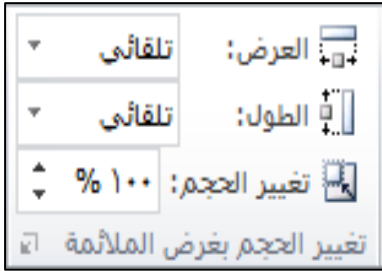 العرض: تلقائي
الطول: تلقائي
تغيير الحجم: ١٠٠ %
تغيير الحجم بغرض الملائمة